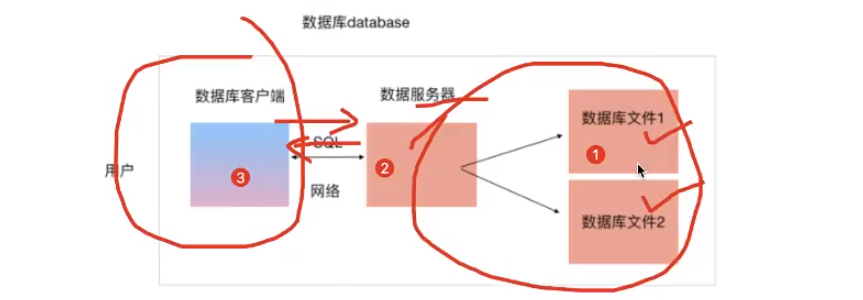 数据库database
数据库客户端
数据服务器
数据库文件1
SQL
用户
3
2
1
网络
数据库文件2